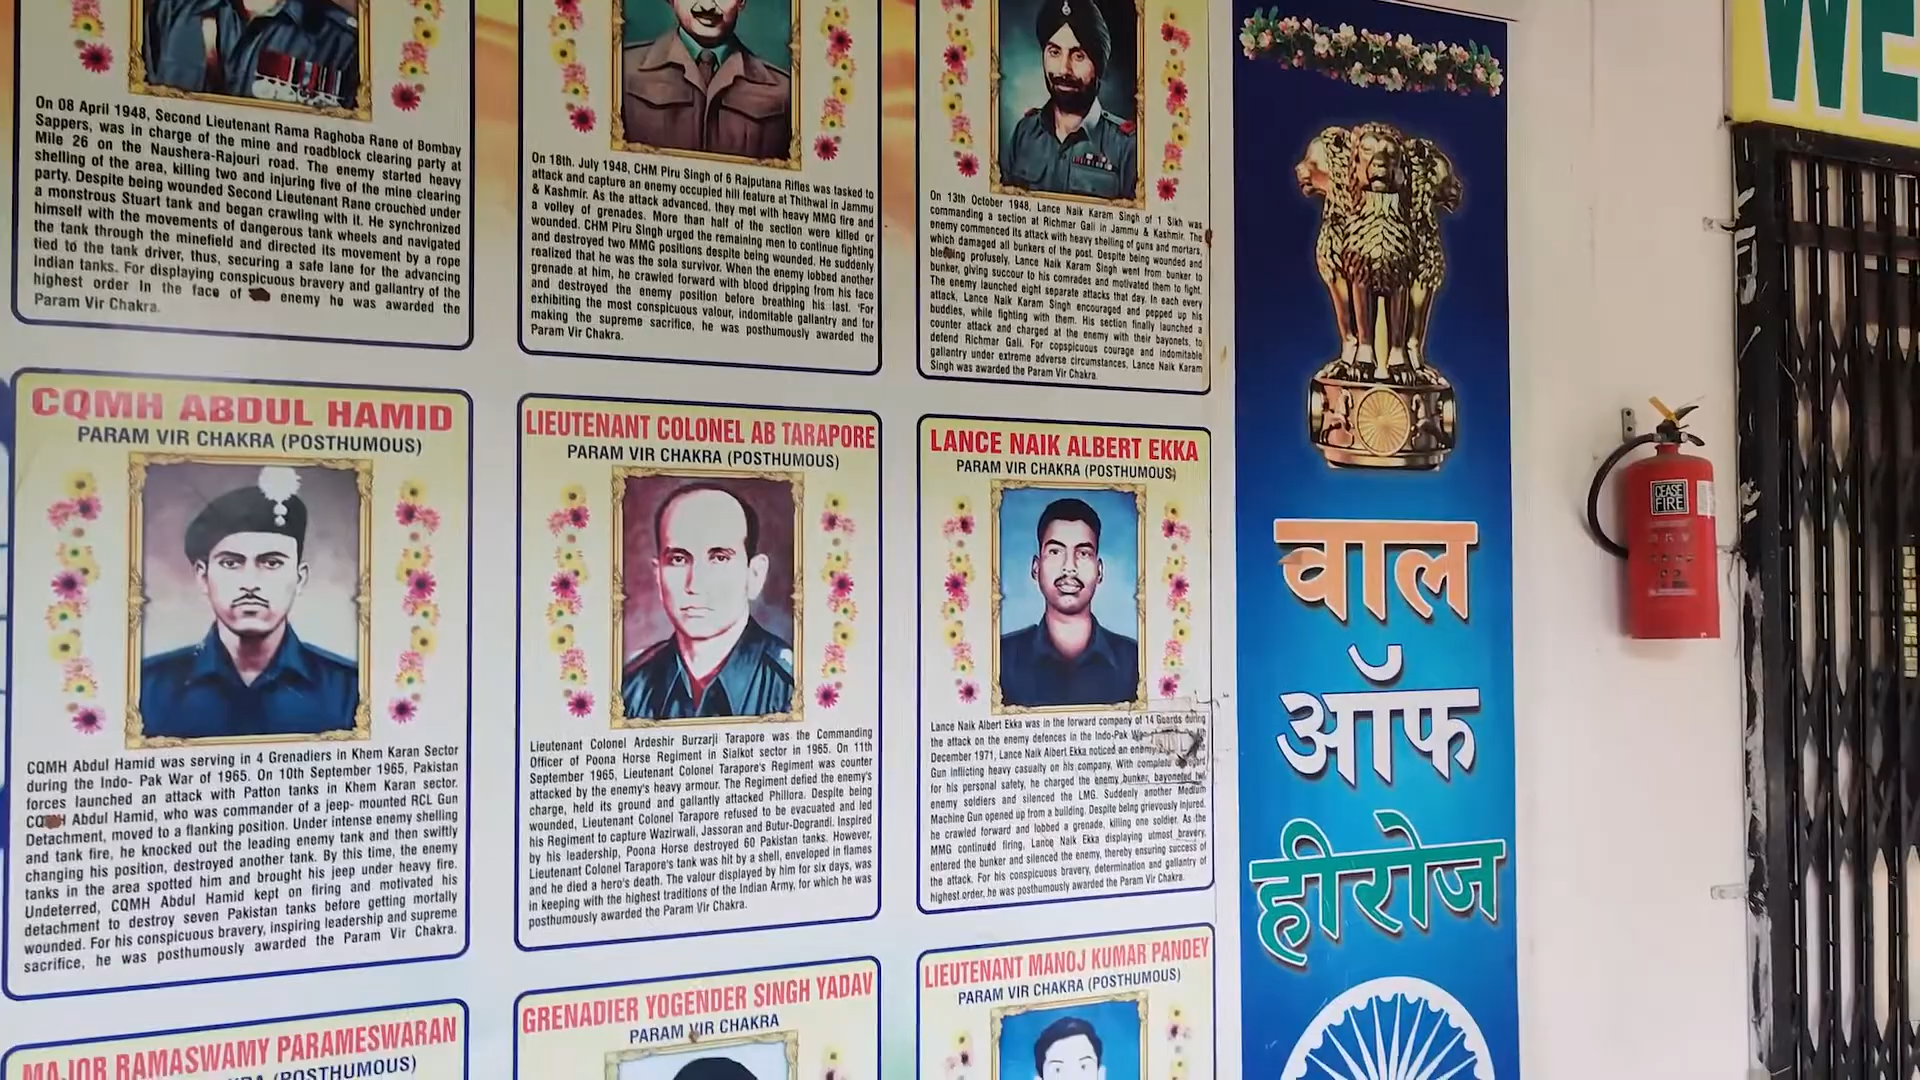 On 08 April 1948, Second Lieutenant Rama Raghoba Rane of Bombay
Sappers, was in charge of the mine and roadblock clearing party at
Mile 26 on the Naushera-Rajouri road. The enemy started heavy
shelling of the area, killing two and injuring five of the mine clearing
party. Despite being wounded Second Lieutenant Rane crouched under
a monstrous Stuart tank and began crawling with it. He synchronized
himself with the movements of dangerous tank wheels and navigated
the tank through the minefield and directed its movement by a rope
tied to the tank driver, thus, securing a safe lane for the advancing
Indian tanks. For displaying conspicuous bravery and gallantry of the
highest order In the face of enemy he was awarded the
Param Vir Chakra.
On 18th. July 1948, CHM Piru Singh of 6 Rajputana Rifles was tasked to
attack and capture an enemy occupied hill feature at Thithwal in Jammu
& Kashmir. As the attack advanced, they met with heavy MMG fire and
a volley of grenades. More than half of the section were killed or
wounded. CHM Piru Singh urged the remaining men to continue fighting
and destroyed two MMG positions despite being wounded. He suddenly
realized that he was the sola survivor. When the enemy lobbed another
grenade at him, he crawled forward with blood dripping from his face
and destroyed the enemy position before breathing his last. 'For
exhibiting the most conspicuous valour, indomitable gallantry and for
making the supreme sacrifice, he was posthumously awarded the
Param Vir Chakra.
On 13th October 1948, Lance Naik Karam Singh of 1 Sikh was
commanding a section at Richmar Gali in Jammu & Kashmir. The
enemy commenced its attack with heavy shelling of guns and mortars,
which damaged all bunkers of the post. Despite being wounded and
bleeding profusely, Lance Naik Karam Singh went from bunker to
bunker, giving succour to his comrades and motivated them to fight.
The enemy launched eight separate attacks that day. In each every
attack, Lance Naik Karam Singh encouraged and pepped up his
buddies, while fighting with them. His section finally launched a
counter attack and charged at the enemy with their bayonets, to
defend Richmar Gali. For copspicuous courage and indomitable
gallantry under extreme adverse circumstances, Lance Naik Karam
Singh was awarded the Param Vir Chakra.
CQMH ABDUL HAMID
PARAM VIR CHAKRA (POSTHUMOUS)
CQMH Abdul Hamid was serving in 4 Grenadiers in Khem Karan Sector
during the Indo- Pak War of 1965. On 10th September 1965, Pakistan
forces launched an attack with Patton tanks in Khem Karan sector.
Abdul Hamid, who was commander of a jeep- mounted RCL Gun
Detachment, moved to a flanking position. Under intense enemy shelling
and tank fire, he knocked out the leading enemy tank and then swiftly
changing his position, destroyed another tank. By this time, the enemy
tanks in the area spotted him and brought his jeep under heavy fire.
Undeterred, CQMH Abdul Hamid kept on firing and motivated his
detachment to destroy seven Pakistan tanks before getting mortally
wounded. For his conspicuous bravery, inspiring leadership and supreme
sacrifice, he was posthumously awarded the Param Vir Chakra.
LIEUTENANT COLONEL AB TARAPORE
PARAM VIR CHAKRA (POSTHUMOUS)
Lieutenant Colonel Ardeshir Burzarji Tarapore was the Commanding
Officer of Poona Horse Regiment in Sialkot sector in 1965. On 11th
September 1965, Lieutenant Colonel Tarapore's Regiment was counter
attacked by the enemy's heavy armour. The Regiment defied the enemy's
charge, held its ground and gallantly attacked Phillora. Despite being
wounded, Lieutenant Colonel Tarapore refused to be evacuated and led
his Regiment to capture Wazirwali, Jassoran and Butur-Dograndi. Inspired
by his leadership, Poona Horse destroyed 60 Pakistan tanks. However,
Lieutenant Colonel Tarapore's tank was hit by a shell, enveloped in flames
and he died a hero's death. The valour displayed by him for six days, was
in keeping with the highest traditions of the Indian Army, for which he was
posthumously awarded the Param Vir Chakra.
LANCE NAIK ALBERT EKKA
PARAM VIR CHAKRA (POSTHUMOUS)
Lance Naik Albert Ekka was in the forward company of 14 Guards during
the attack on the enemy defences in the Indo-Pak
December 1971, Lance Naik Albert Ekka noticed an enemy
Gun inflicting heavy casualty on his company. With complete
for his personal safety, he charged the enemy bunker, bayoneted two
enemy soldiers and silenced the LMG. Suddenly another Medium
Machine Gun opened up from a building. Despite being grievously injured,
he crawled forward and lobbed a grenade, killing one soldier. As the
MMG continued firing, Lance Naik Ekka displaying utmost bravery,
entered the bunker and silenced the enemy, thereby ensuring success of
the attack. For his conspicuous bravery, determination and gallantry of
highest order, he was posthumously awarded the Param Vir Chakra.
MAJOR RAMASWAMY PARAMESWARAN
(POSTHUMOUS)
GRENADIER YOGENDER SINGH YADAV
PARAM VIR CHAKRA
LIEUTENANT MANOJ KUMAR PANDEY
PARAM VIR CHAKRA (POSTHUMOUS)
वाल
ऑफ
हीरोज
CEASE
FIRE
WE